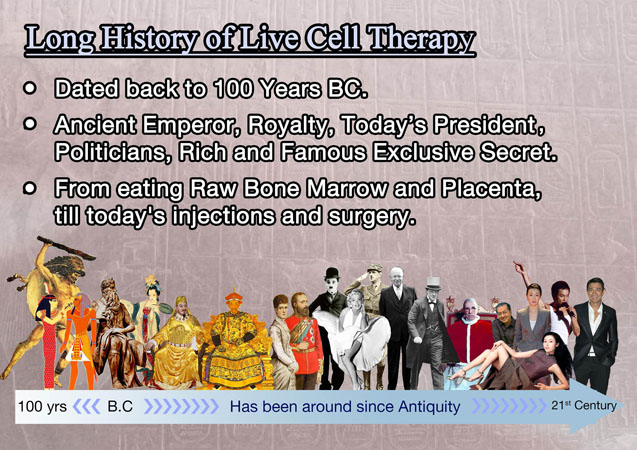 Long History of Live Cell Therapy
Dated back to 100 Years BC.
Ancient Emperor, Royalty, Today's President,
Politicians, Rich and Famous Exclusive Secret.
From eating Raw Bone Marrow and Placenta,
till today's injections and surgery.
100 yrs B.C Has been around since Antiquity 21st Century